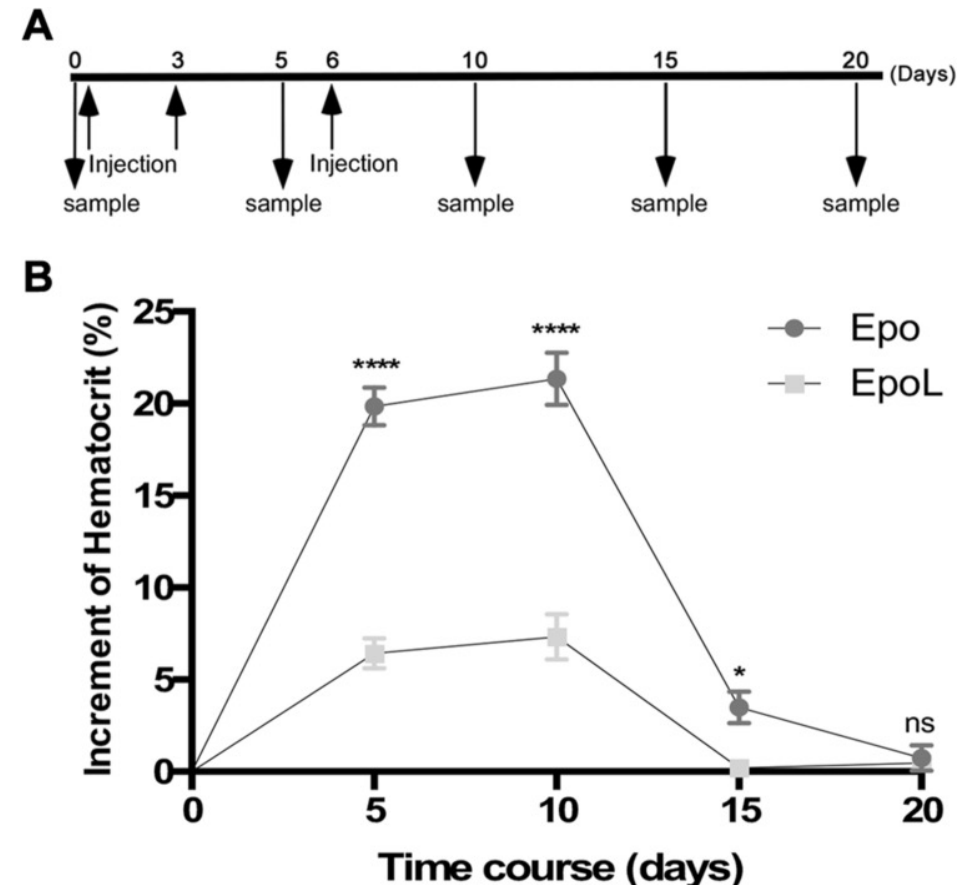 A
0 3 5 6 10 15 20 (Days)
Injection Injection
sample sample sample sample sample
B
Increment of Hematocrit (%)
25
20
15
10
5
0
**** ****
*
ns
Epo
EpoL
0 5 10 15 20
Time course (days)